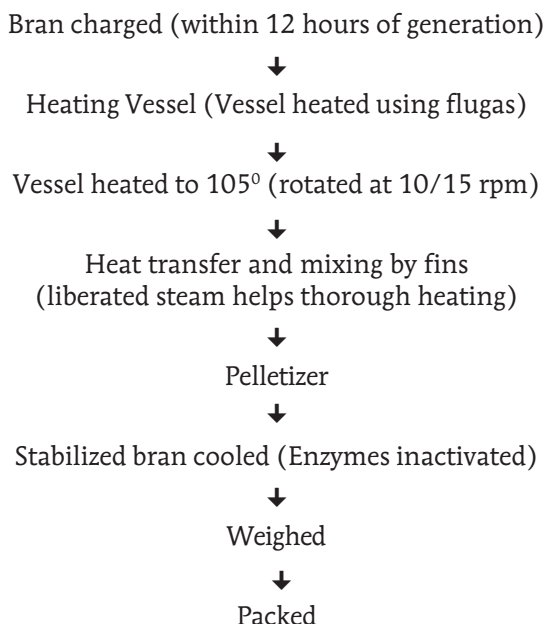 Bran charged (within 12 hours of generation)
Heating Vessel (Vessel heated using flugas)
Vessel heated to 105⁰ (rotated at 10/15 rpm)
Heat transfer and mixing by fins
(liberated steam helps thorough heating)
Pelletizer
Stabilized bran cooled (Enzymes inactivated)
Weighed
Packed